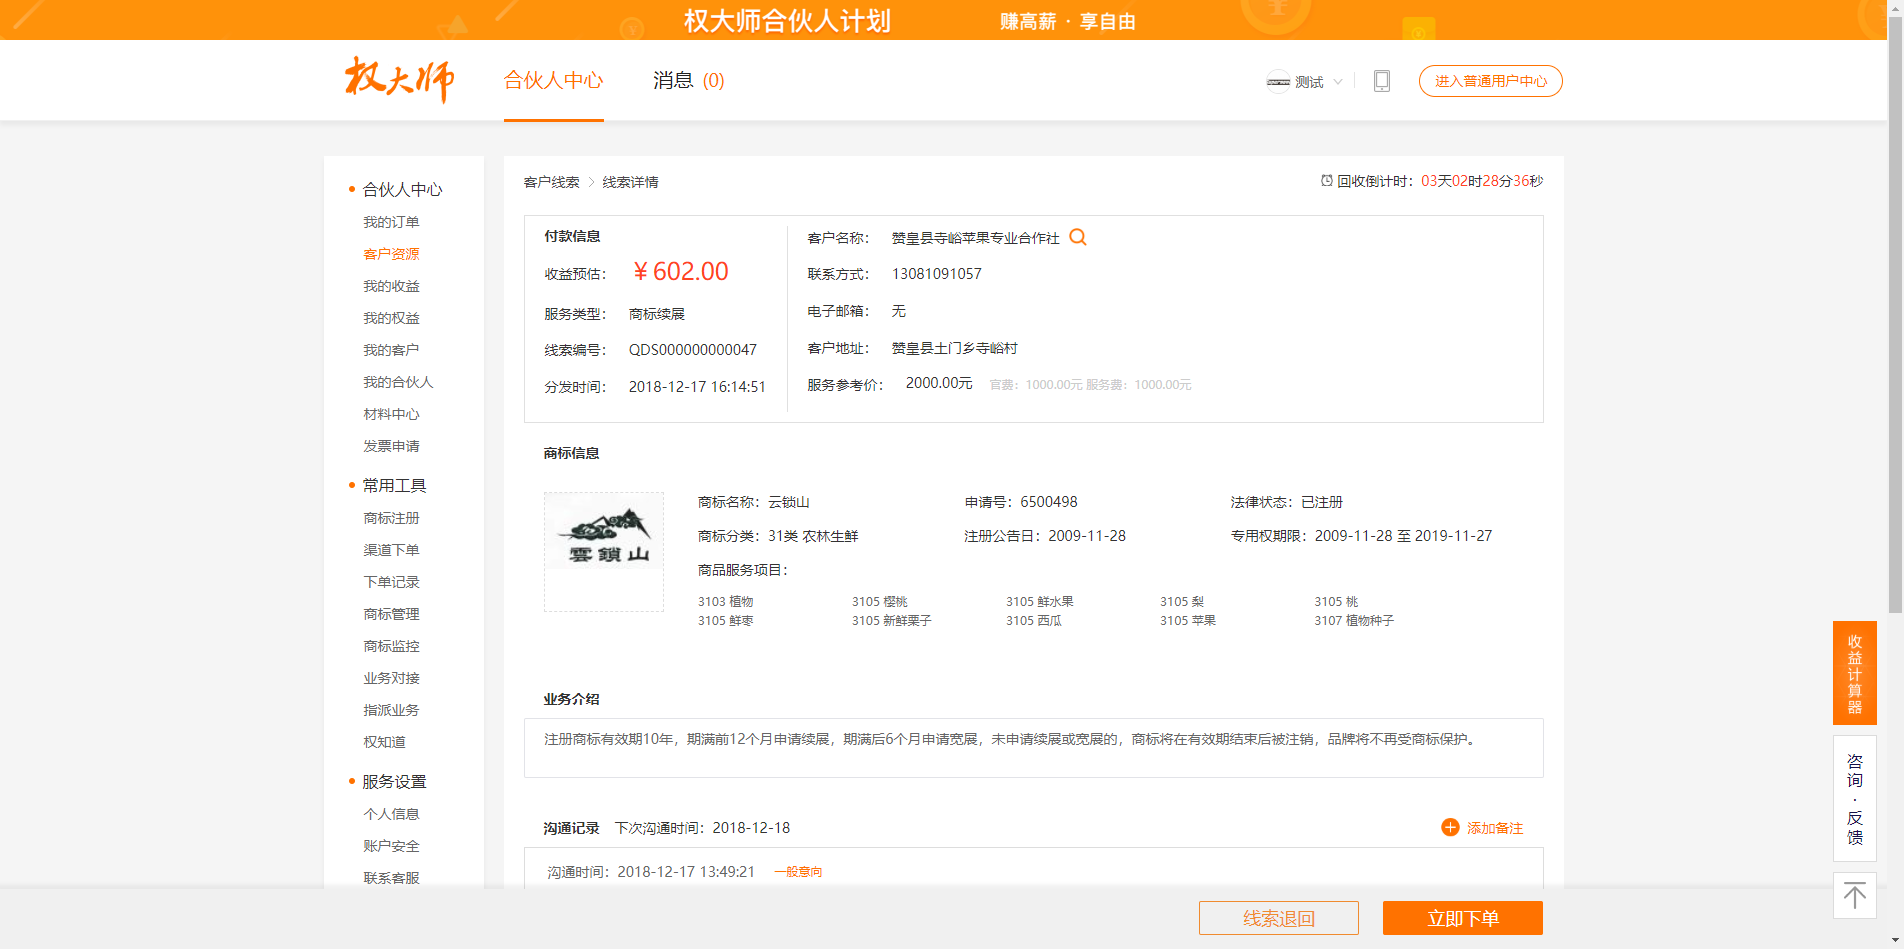 权大师合伙人计划 赚高薪 · 享自由
权大师 合伙人中心 消息 (0) 测试 进入普通用户中心
合伙人中心
我的订单
客户资源
我的收益
我的权益
我的客户
我的合伙人
材料中心
发票申请
常用工具
商标注册
渠道下单
下单记录
商标管理
商标监控
业务对接
指派业务
权知道
服务设置
个人信息
账户安全
联系客服
客户线索 > 线索详情 回收倒计时：03天02时28分36秒
付款信息
收益预估： ¥ 602.00
服务类型： 商标续展
线索编号： QDS000000000047
分发时间： 2018-12-17 16:14:51
客户名称： 赞皇县寺峪苹果专业合作社
联系方式： 13081091057
电子邮箱： 无
客户地址： 赞皇县土门乡寺峪村
服务参考价： 2000.00元 官费：1000.00元 服务费：1000.00元
商标信息
雲鎖山
商标名称：云锁山 申请号：6500498 法律状态：已注册
商标分类：31类 农林生鲜 注册公告日：2009-11-28 专用权期限：2009-11-28 至 2019-11-27
商品服务项目：
3103 植物 3105 樱桃 3105 鲜水果 3105 梨 3105 桃
3105 鲜枣 3105 新鲜栗子 3105 西瓜 3105 苹果 3107 植物种子
业务介绍
注册商标有效期10年，期满前12个月申请续展，期满后6个月申请宽展，未申请续展或宽展的，商标将在有效期结束后被注销，品牌将不再受商标保护。
沟通记录 下次沟通时间：2018-12-18 添加备注
沟通时间：2018-12-17 13:49:21 一般意向
线索退回 立即下单
收益计算器
咨询·反馈